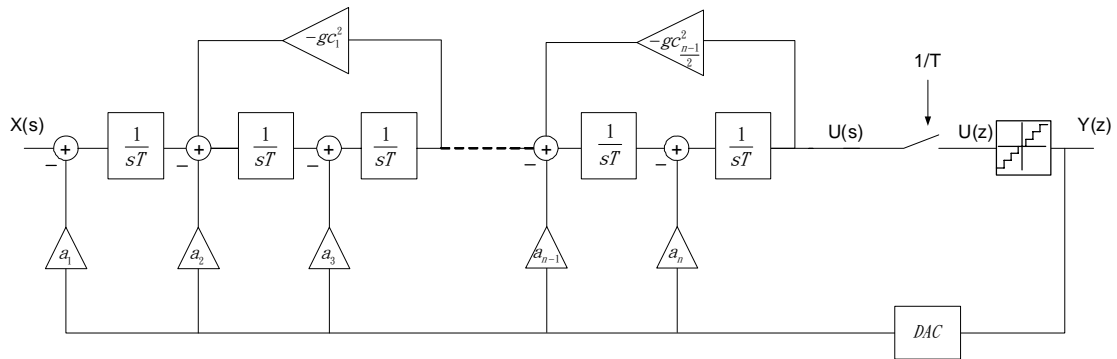 -gc₁²
-gc²₍ₙ₋₁₎/₂
1/T
X(s)
1/sT
1/sT
1/sT
1/sT
1/sT
U(s)
U(z)
Y(z)
+
−
+
−
+
−
+
−
+
−
a₁
a₂
a₃
aₙ₋₁
aₙ
DAC